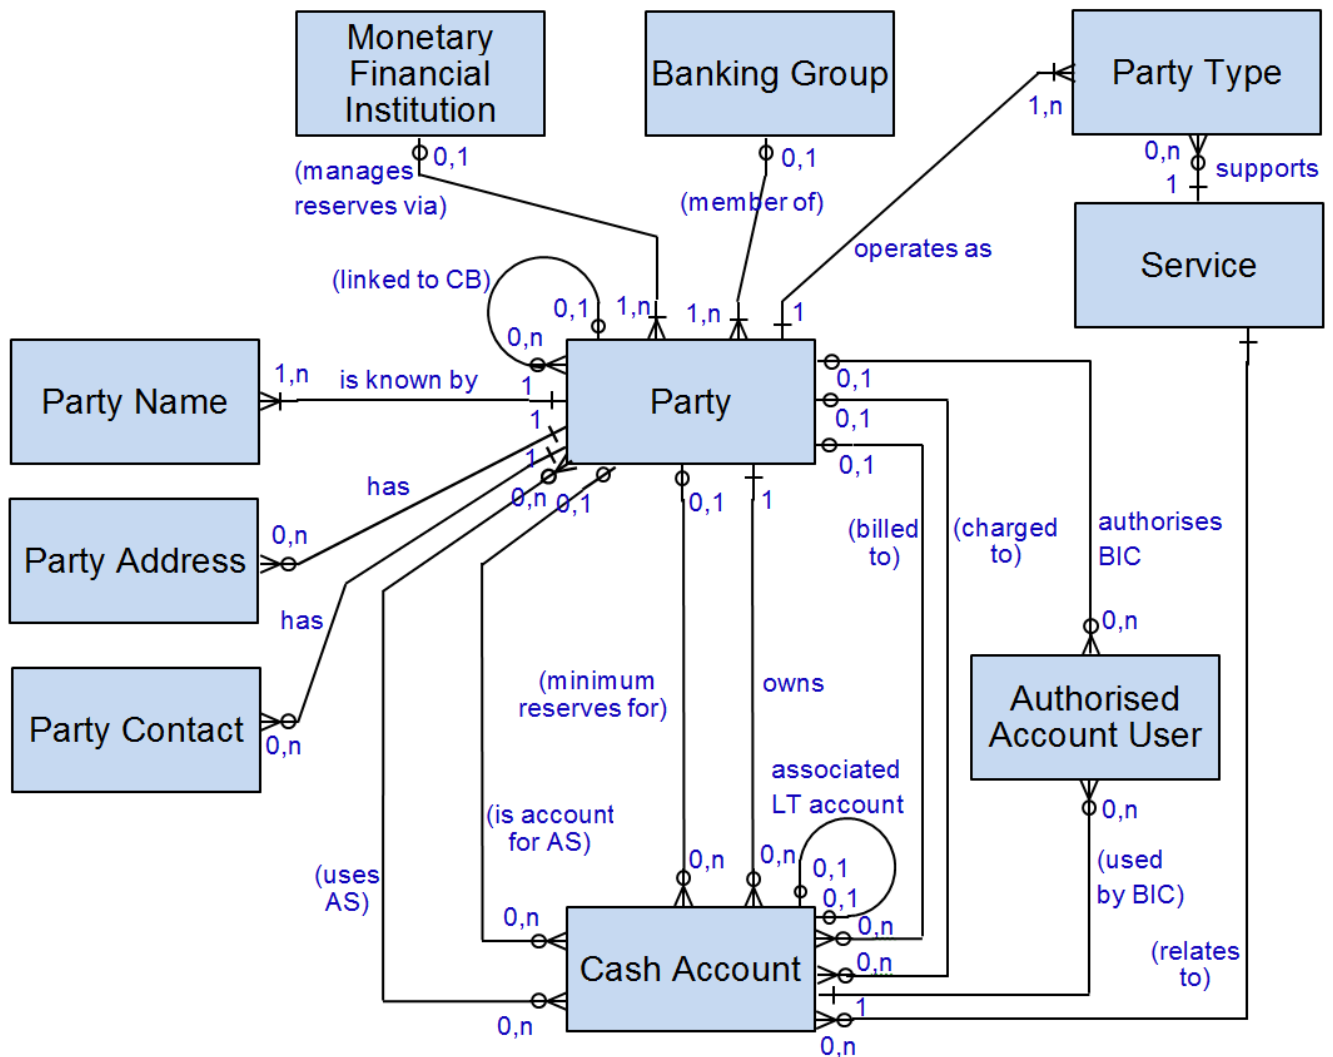 Monetary
Financial
Institution
Banking Group
Party Type
0,1
0,1
1,n
0,n
supports
1
(manages
reserves via)
(member of)
operates as
Service
(linked to CB)
0,1
0,n
1,n
1,n
1
Party Name
1,n
is known by
1
Party
0,1
0,1
0,1
1
1
has
0,n
0,1
0,1
1
Party Address
0,n
has
Party Contact
0,n
(billed
to)
(charged
to)
authorises
BIC
0,n
Authorised
Account User
0,n
(minimum
reserves for)
owns
associated
LT account
(is account
for AS)
(uses
AS)
0,n
0,n
0,1
0,1
(used
by BIC)
0,n
0,n
0,n
0,n
Cash Account
(relates
to)
1
0,n